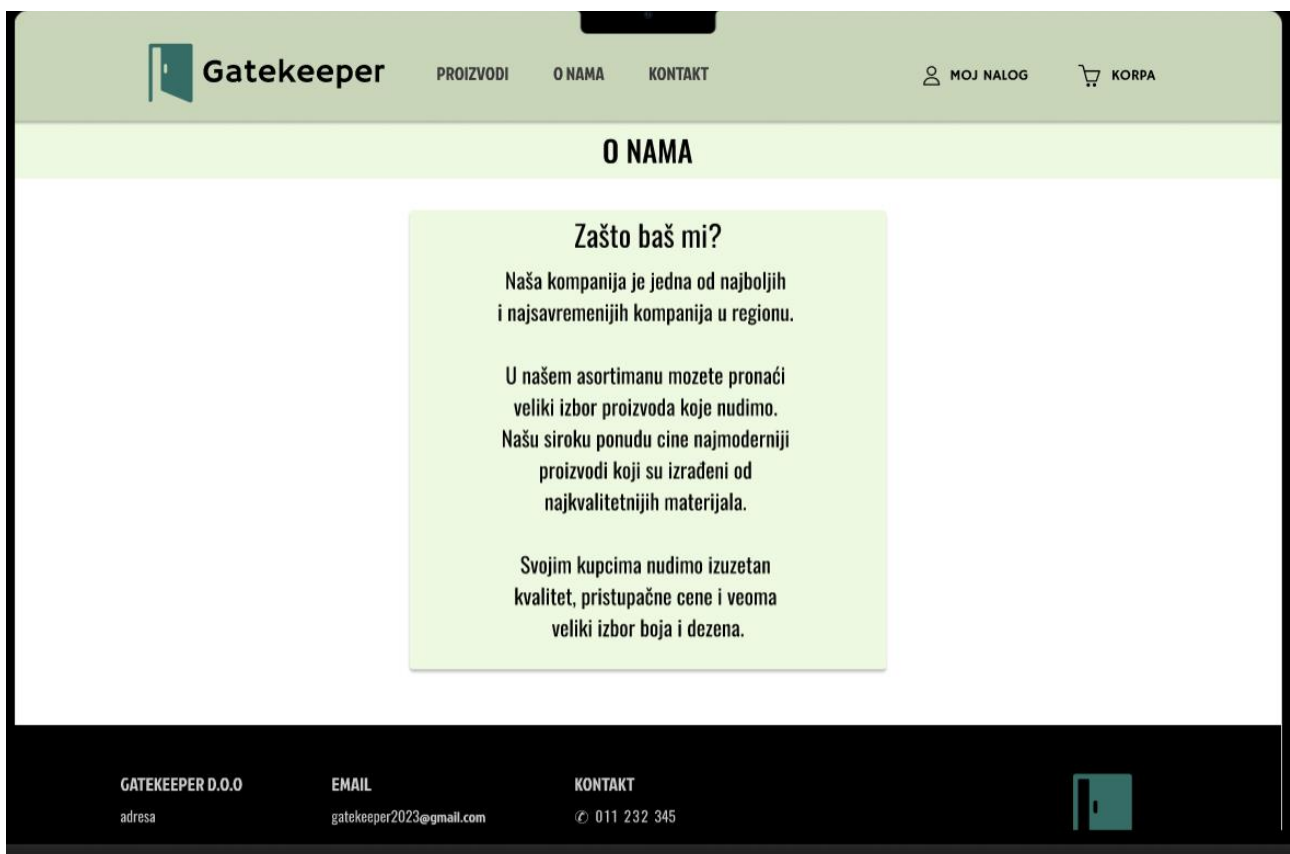 Gatekeeper
PROIZVODI O NAMA KONTAKT
MOJ NALOG KORPA
O NAMA
Zašto baš mi?
Naša kompanija je jedna od najboljih
i najsavremenijih kompanija u regionu.
U našem asortimanu mozete pronaći
veliki izbor proizvoda koje nudimo.
Našu siroku ponudu cine najmoderniji
proizvodi koji su izrađeni od
najkvalitetnijih materijala.
Svojim kupcima nudimo izuzetan
kvalitet, pristupačne cene i veoma
veliki izbor boja i dezena.
GATEKEEPER D.O.O EMAIL KONTAKT
adresa gatekeeper2023@gmail.com ✆ 011 232 345